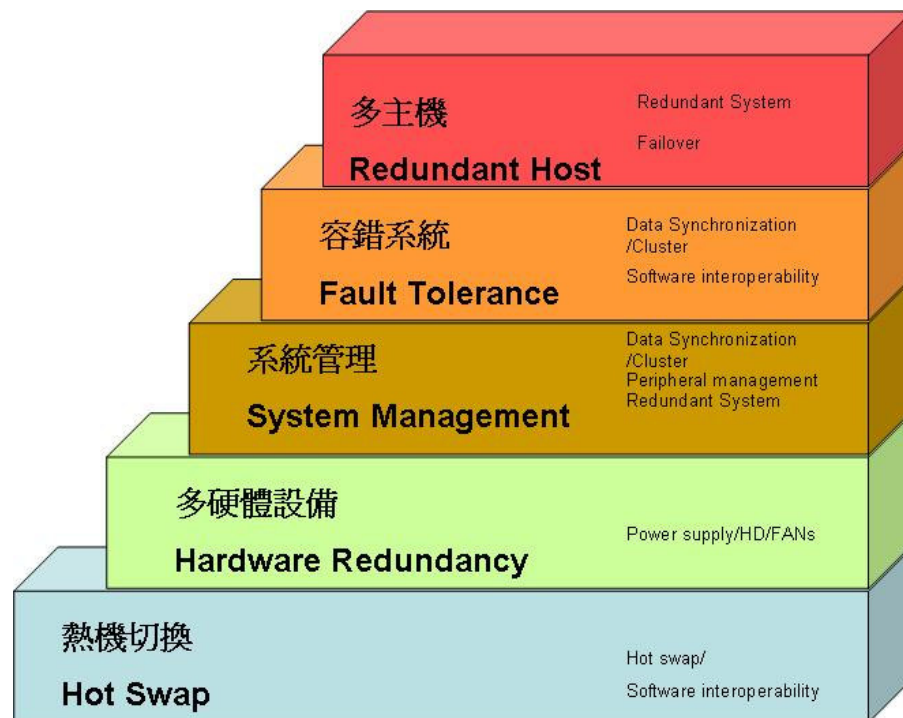 多主機
Redundant Host
Redundant System
Failover
容錯系統
Fault Tolerance
Data Synchronization
/Cluster
Software interoperability
系統管理
System Management
Data Synchronization
/Cluster
Peripheral management
Redundant System
多硬體設備
Hardware Redundancy
Power supply/HD/FANs
熱機切換
Hot Swap
Hot swap/
Software interoperability